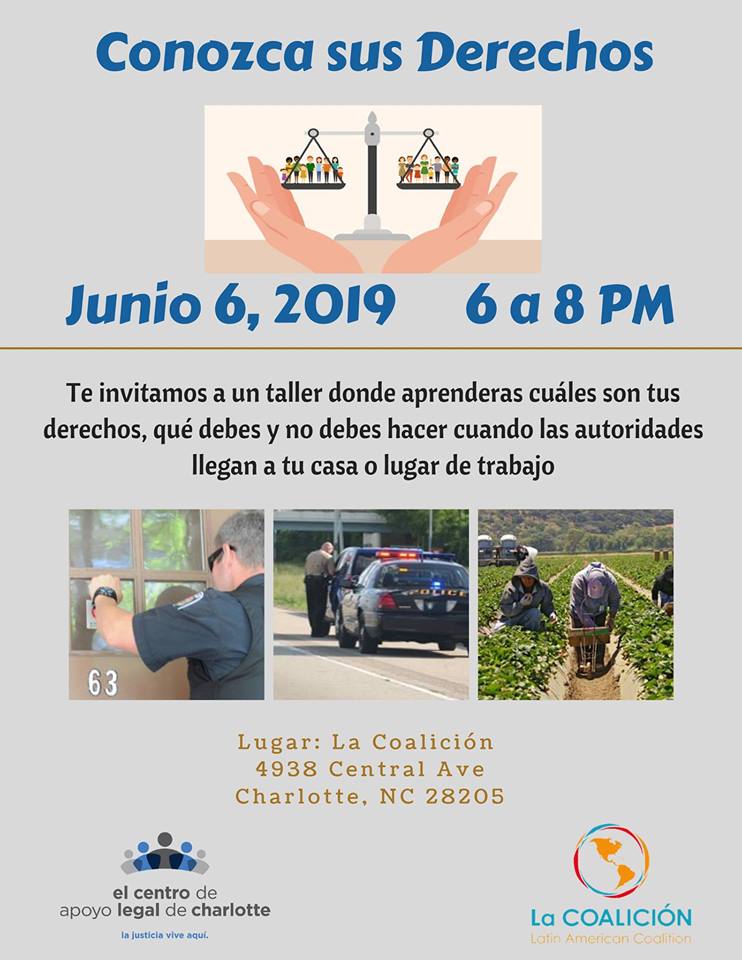 Conozca sus Derechos
Junio 6, 2019 6 a 8 PM
Te invitamos a un taller donde aprenderas cuáles son tus
derechos, qué debes y no debes hacer cuando las autoridades
llegan a tu casa o lugar de trabajo
63
POLICE
Lugar: La Coalición
4938 Central Ave
Charlotte, NC 28205
el centro de
apoyo legal de charlotte
la justicia vive aquí.
La COALICIÓN
Latin American Coalition